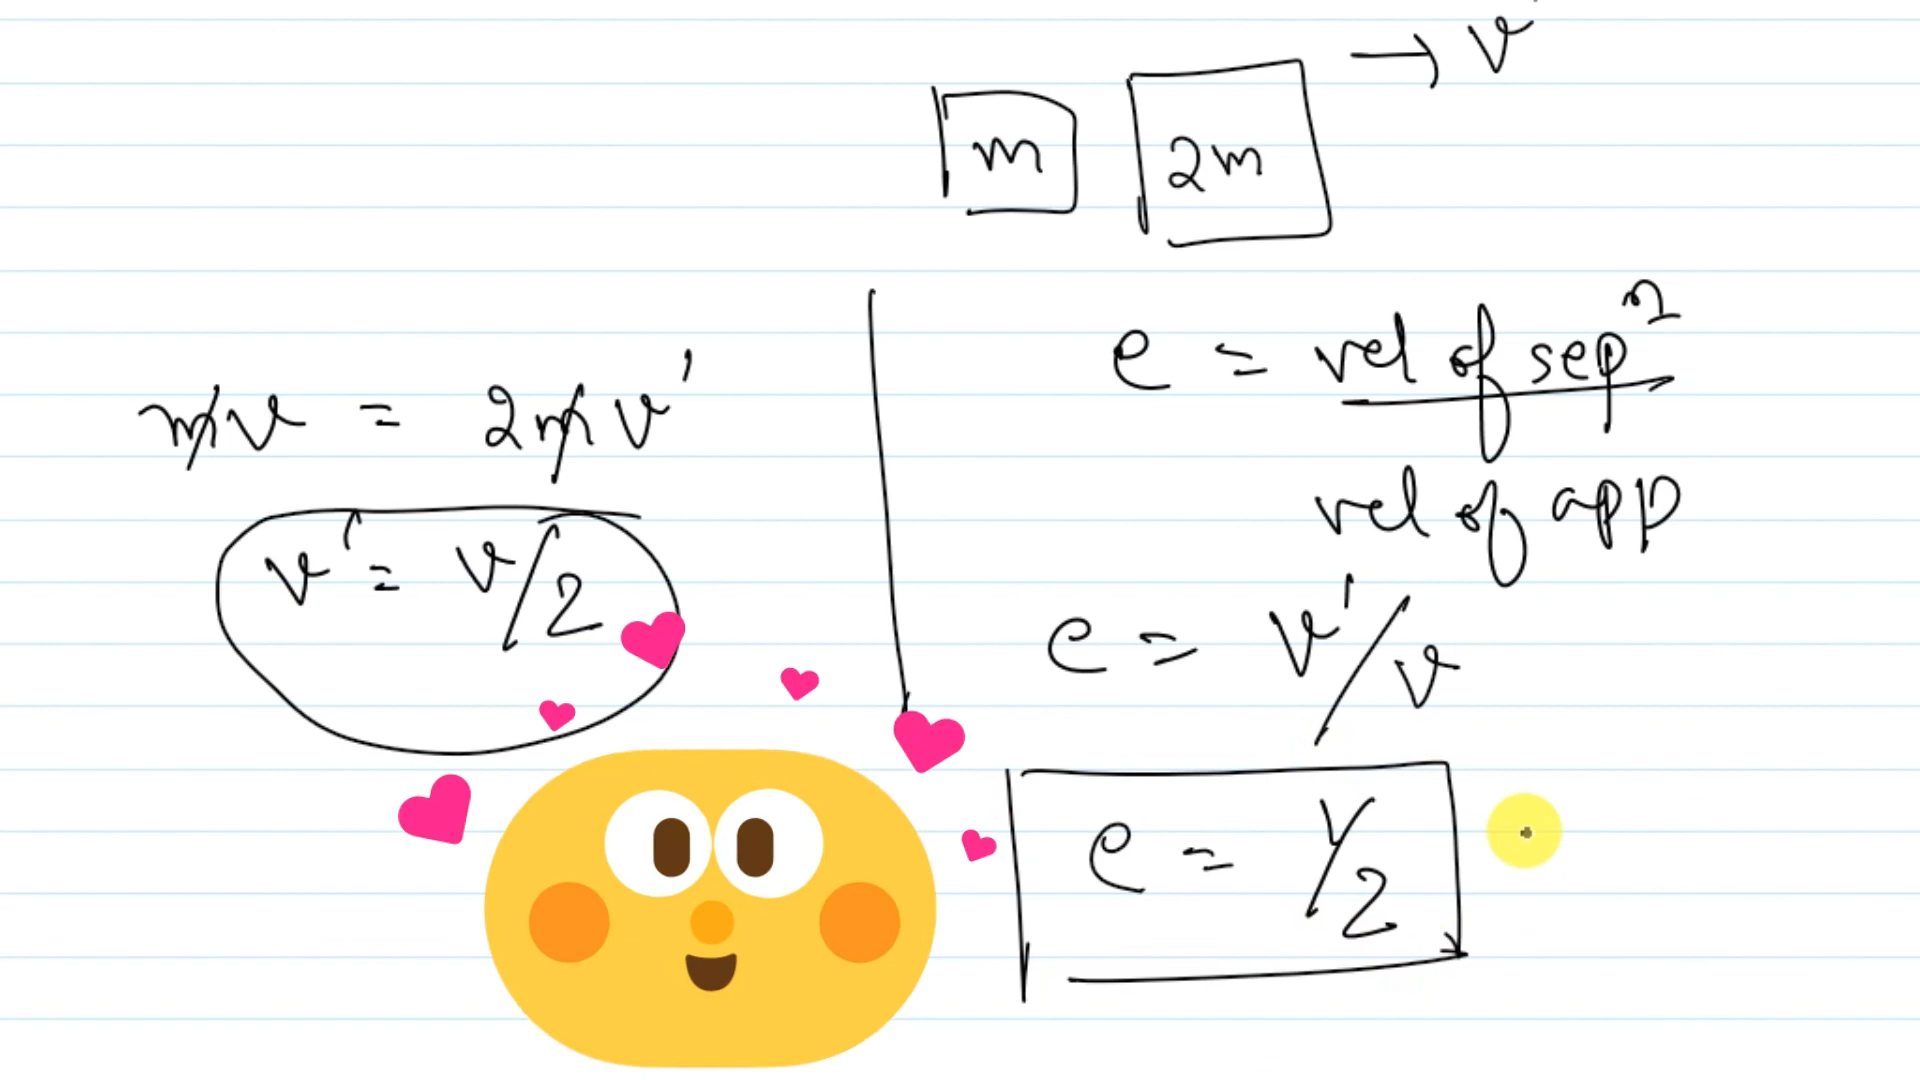 → v'
m 2m
mv = 2mv'
v' = v/2
e = vel of sepⁿ
vel of app
e = v'/v
e = 1/2